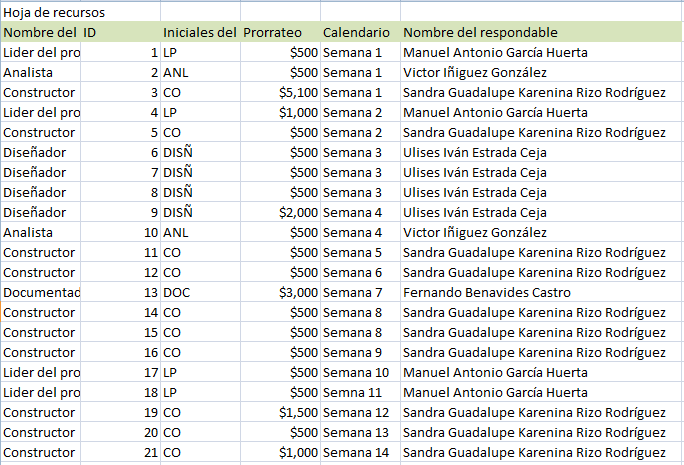 Hoja de recursos
Nombre del ID Iniciales del Prorrateo Calendario Nombre del respondable
Lider del pro 1 LP $500 Semana 1 Manuel Antonio García Huerta
Analista 2 ANL $500 Semana 1 Victor Iñiguez González
Constructor 3 CO $5,100 Semana 1 Sandra Guadalupe Karenina Rizo Rodríguez
Lider del pro 4 LP $1,000 Semana 2 Manuel Antonio García Huerta
Constructor 5 CO $500 Semana 2 Sandra Guadalupe Karenina Rizo Rodríguez
Diseñador 6 DISÑ $500 Semana 3 Ulises Iván Estrada Ceja
Diseñador 7 DISÑ $500 Semana 3 Ulises Iván Estrada Ceja
Diseñador 8 DISÑ $500 Semana 3 Ulises Iván Estrada Ceja
Diseñador 9 DISÑ $2,000 Semana 4 Ulises Iván Estrada Ceja
Analista 10 ANL $500 Semana 4 Victor Iñiguez González
Constructor 11 CO $500 Semana 5 Sandra Guadalupe Karenina Rizo Rodríguez
Constructor 12 CO $500 Semana 6 Sandra Guadalupe Karenina Rizo Rodríguez
Documentad 13 DOC $3,000 Semana 7 Fernando Benavides Castro
Constructor 14 CO $500 Semana 8 Sandra Guadalupe Karenina Rizo Rodríguez
Constructor 15 CO $500 Semana 8 Sandra Guadalupe Karenina Rizo Rodríguez
Constructor 16 CO $500 Semana 9 Sandra Guadalupe Karenina Rizo Rodríguez
Lider del pro 17 LP $500 Semana 10 Manuel Antonio García Huerta
Lider del pro 18 LP $500 Semna 11 Manuel Antonio García Huerta
Constructor 19 CO $1,500 Semana 12 Sandra Guadalupe Karenina Rizo Rodríguez
Constructor 20 CO $500 Semana 13 Sandra Guadalupe Karenina Rizo Rodríguez
Constructor 21 CO $1,000 Semana 14 Sandra Guadalupe Karenina Rizo Rodríguez